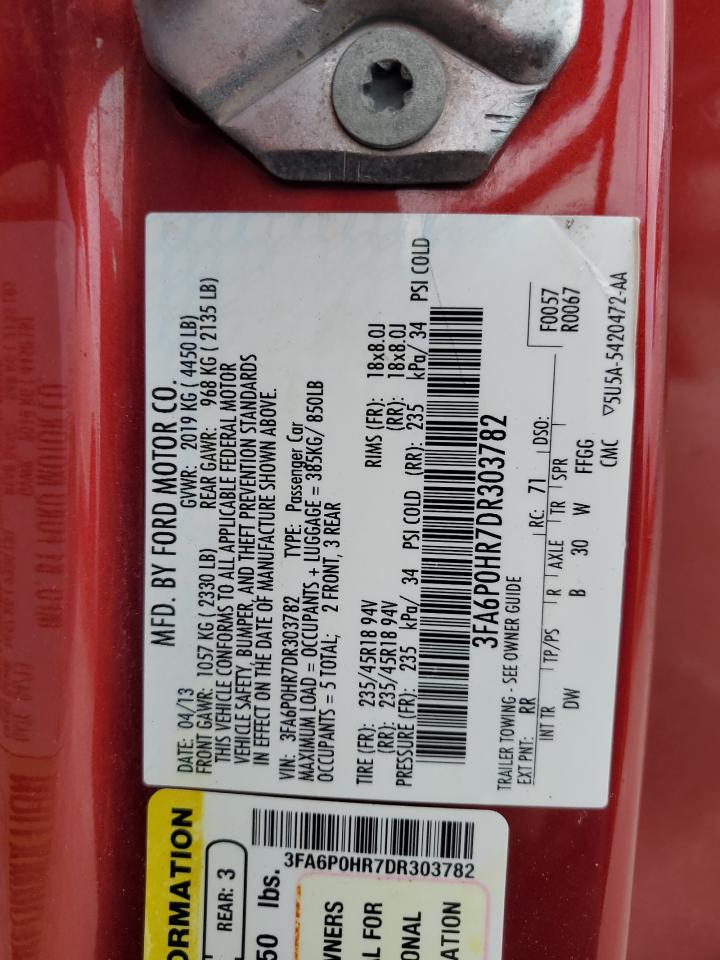 MFD. BY FORD MOTOR CO.
DATE: 04/13 GVWR: 2019 KG ( 4450 LB)
FRONT GAWR: 1057 KG ( 2330 LB) REAR GAWR: 968 KG ( 2135 LB)
THIS VEHICLE CONFORMS TO ALL APPLICABLE FEDERAL MOTOR
VEHICLE SAFETY, BUMPER, AND THEFT PREVENTION STANDARDS
IN EFFECT ON THE DATE OF MANUFACTURE SHOWN ABOVE.
VIN: 3FA6P0HR7DR303782 TYPE: Passenger Car
MAXIMUM LOAD = OCCUPANTS + LUGGAGE = 385KG/ 850LB
OCCUPANTS = 5 TOTAL; 2 FRONT, 3 REAR
TIRE (FR): 235/45R18 94V RIMS (FR): 18x8.0J
(RR): 235/45R18 94V (RR): 18x8.0J
PRESSURE (FR): 235 kPa/ 34 PSI COLD (RR): 235 kPa/ 34 PSI COLD
3FA6P0HR7DR303782
TRAILER TOWING - SEE OWNER GUIDE
EXT PNT: RR RC: 71 DSO: F0057
R0067
INT TR TP/PS R AXLE TR SPR
DW B 30 W FFGG
CMC ▽5U5A-5420472-AA
ORMATION
REAR: 3
50 lbs.
3FA6P0HR7DR303782
WNERS
L FOR
ONAL
ATION